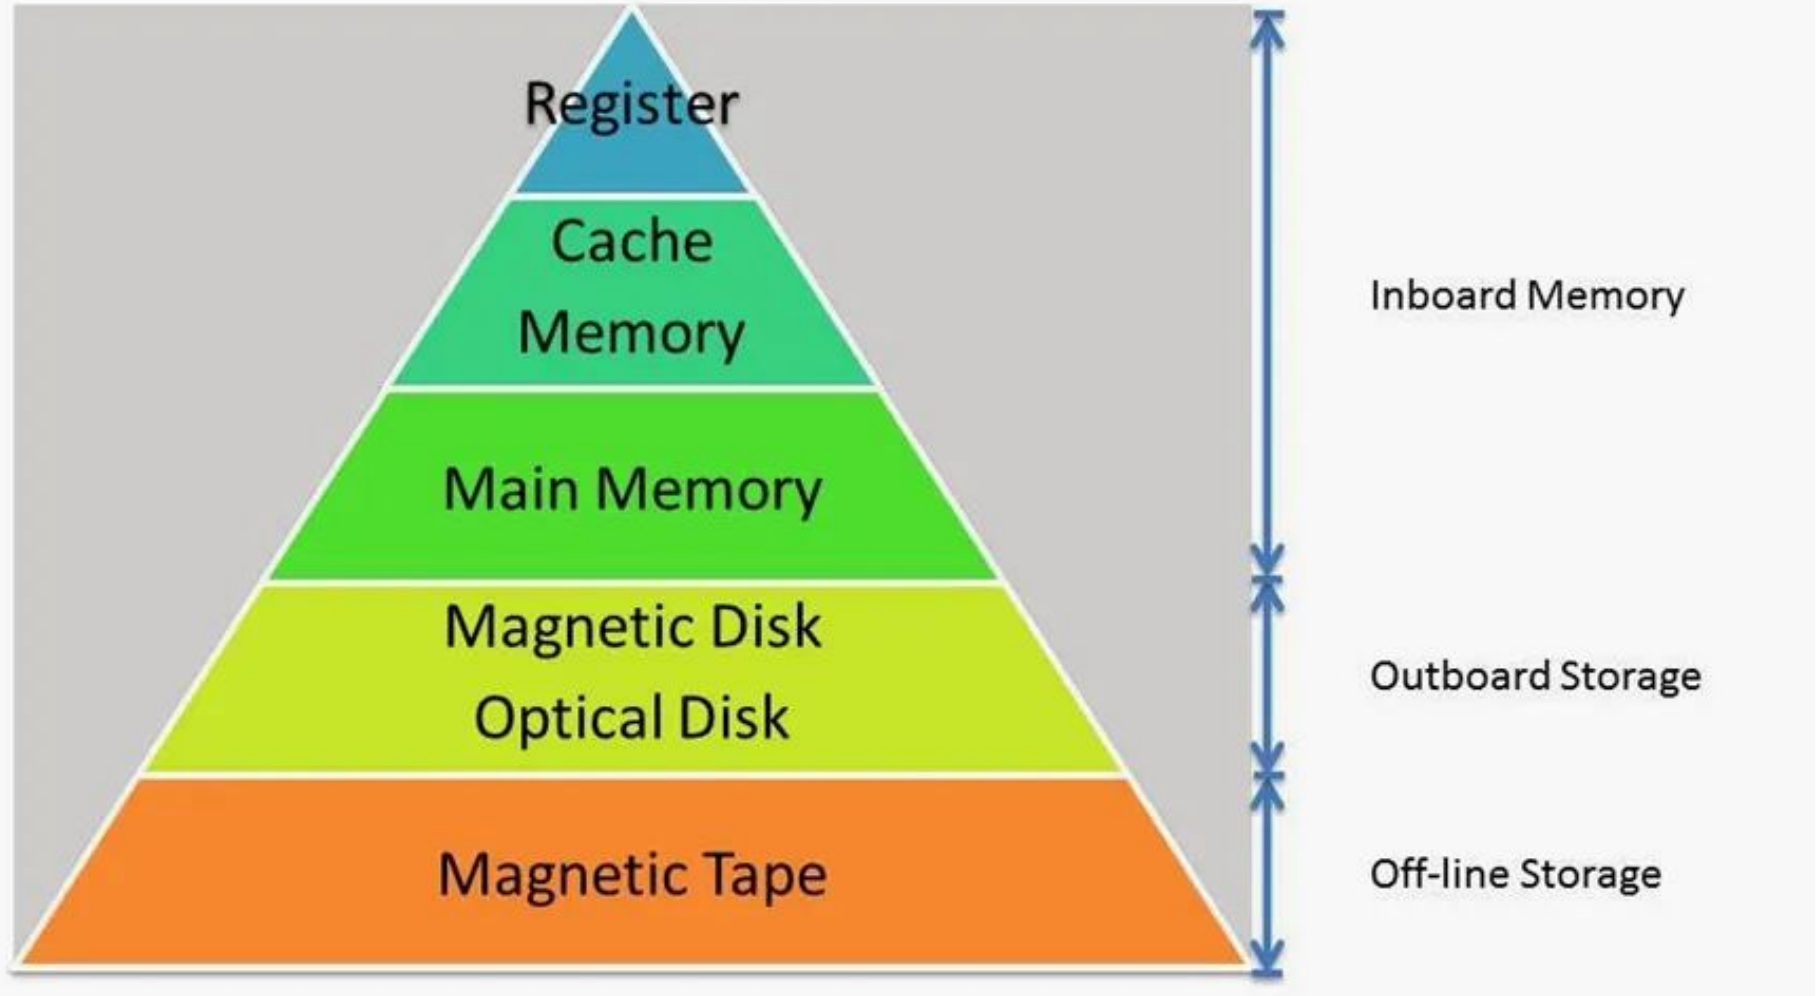 Register
Cache
Memory
Inboard Memory
Main Memory
Magnetic Disk
Optical Disk
Outboard Storage
Magnetic Tape
Off-line Storage